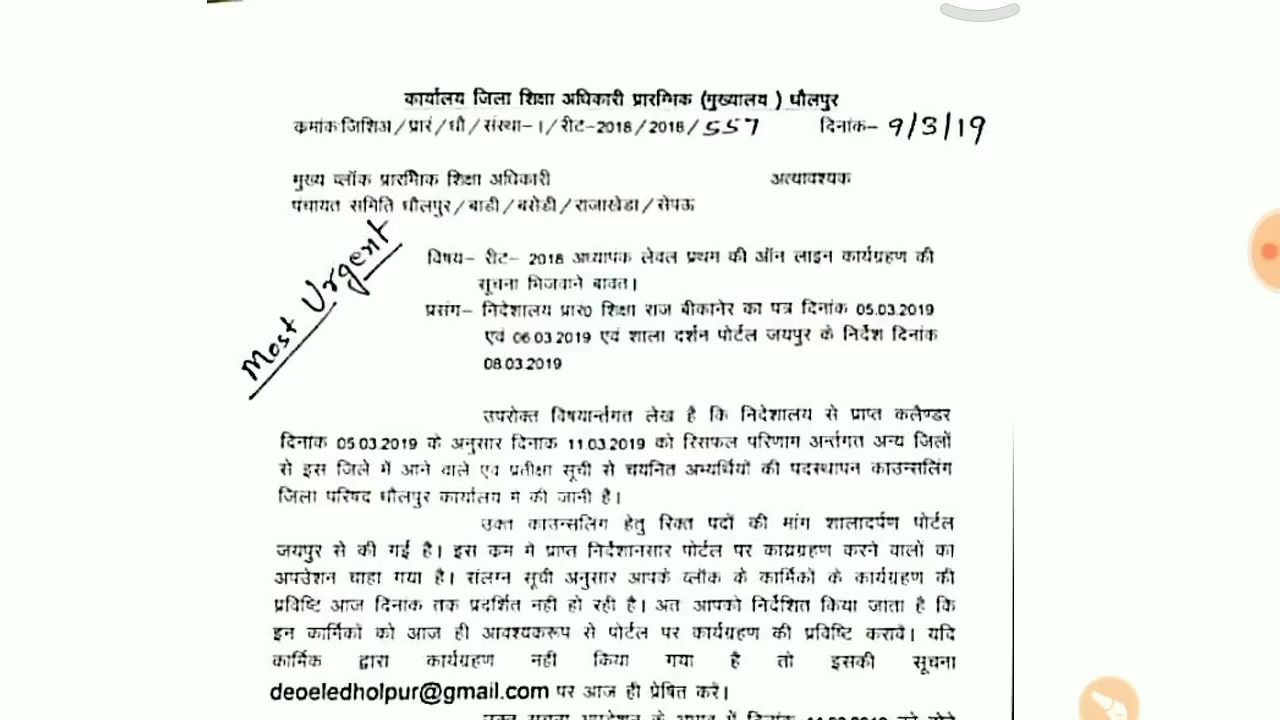 कार्यालय जिला शिक्षा अधिकारी प्रारम्भिक (मुख्यालय ) धौलपुर
कमांक:जिशिअ/प्रारं/धौ/संस्था-1/रीट-2018/2018/557 दिनांक- 9/3/19
मुख्य ब्लॉक प्रारम्भिक शिक्षा अधिकारी अत्यावश्यक
पंचायत समिति धौलपुर/बाडी/बसेडी/राजाखेडा/सेपऊ
Most Urgent
विषय- रीट- 2018 अध्यापक लेवल प्रथम की ऑन लाइन कार्यग्रहण की
सूचना भिजवाने बावत।
प्रसंग- निदेशालय प्रारं0 शिक्षा राज बीकानेर का पत्र दिनांक 05.03.2019
एवं 06.03.2019 एवं शाला दर्शन पोर्टल जयपुर के निर्देश दिनांक
08.03.2019
उपरोक्त विषयार्न्तगत लेख है कि निदेशालय से प्राप्त कलैण्डर
दिनांक 05.03.2019 के अनुसार दिनांक 11.03.2019 को रिसफल परिणाम अर्न्तगत अन्य जिलों
से इस जिले में आने वाले एव प्रतीक्षा सूची से चयनित अभ्यर्थियों की पदस्थापन काउन्सलिंग
जिला परिषद धौलपुर कार्यालय मे की जानी है।
उक्त काउन्सलिंग हेतु रिक्त पदों की मांग शालादर्पण पोर्टल
जयपुर से की गई है। इस कम मे प्राप्त निर्देशानसार पोर्टल पर कायग्रहण करने वालों का
अपउेशन चाहा गया है। संलग्न सूची अनुसार आपके ब्लॉक के कार्मिकों के कार्यग्रहण की
प्रविष्टि आज दिनांक तक प्रदर्शित नही हो रही है। अत आपको निर्देशित किया जाता है कि
इन कार्मिकों को आज ही आवश्यकरूप से पोर्टल पर कार्यग्रहण की प्रविष्टि करावें। यदि
कार्मिक द्वारा कार्यग्रहण नही किया गया है तो इसकी सूचना
deoeledholpur@gmail.com पर आज ही प्रेषित करें।